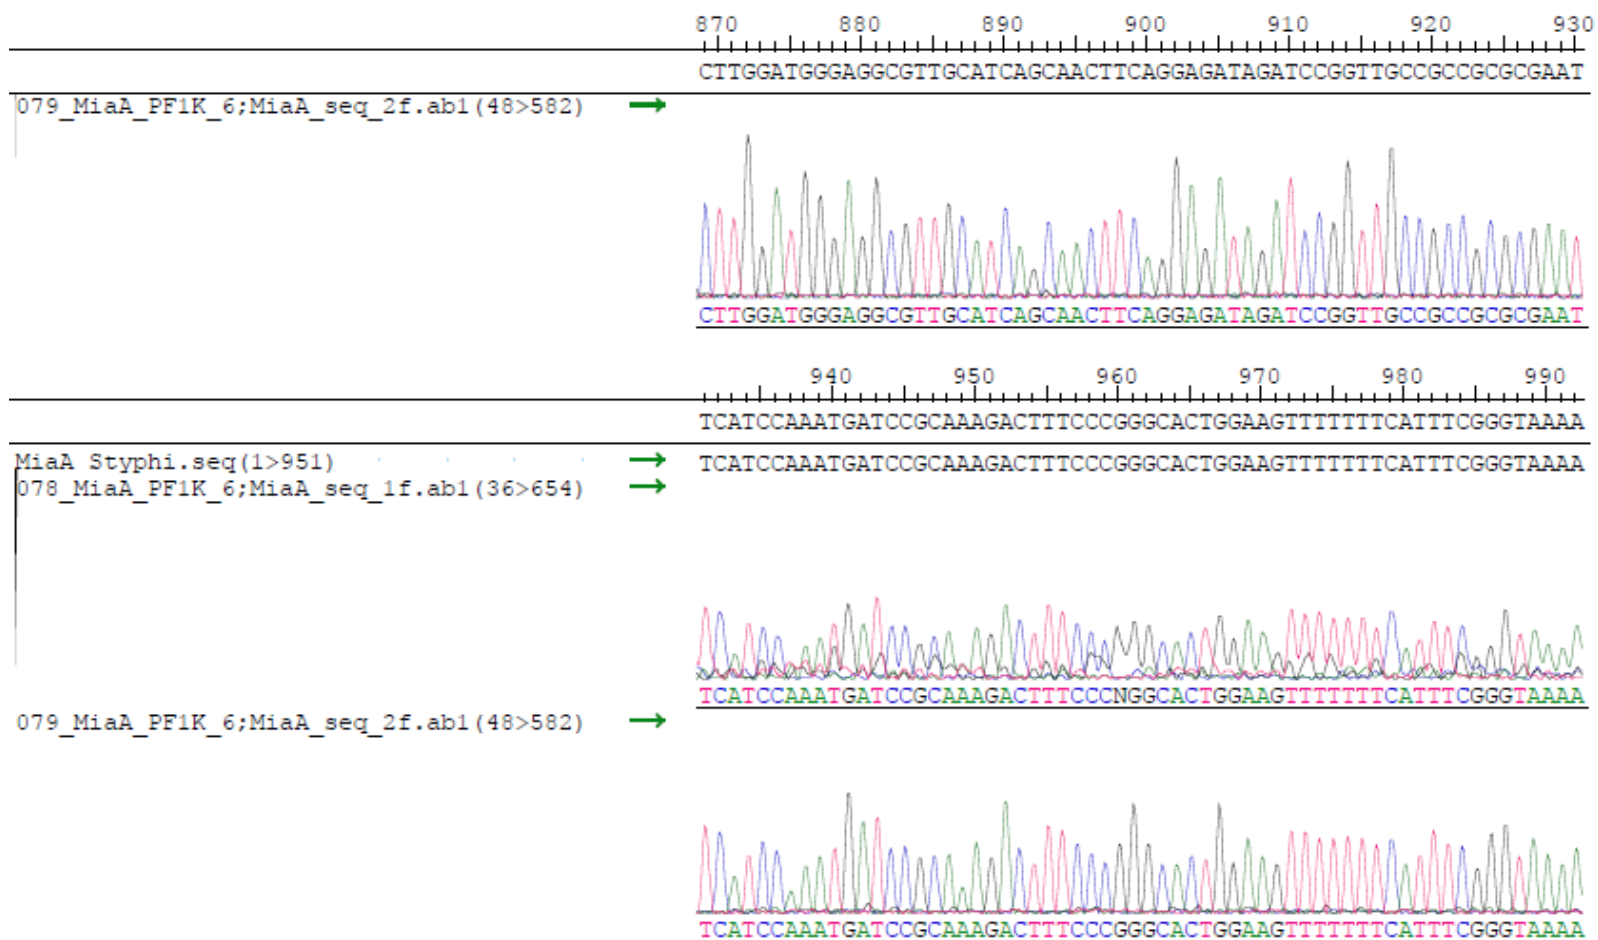 870 880 890 900 910 920 930
CTTGGATGGGAGGCGTTGCATCAGCAACTTCAGGAGATAGATCCGGTTGCCGCCGCGCGAAT
079_MiaA_PF1K_6;MiaA_seq_2f.ab1(48>582)
CTTGGATGGGAGGCGTTGCATCAGCAACTTCAGGAGATAGATCCGGTTGCCGCCGCGCGAAT
940 950 960 970 980 990
TCATCCAAATGATCCGCAAAGACTTTCCCGGGCACTGGAAGTTTTTTTCATTTCGGGTAAAA
MiaA Styphi.seq(1>951)
TCATCCAAATGATCCGCAAAGACTTTCCCGGGCACTGGAAGTTTTTTTCATTTCGGGTAAAA
078_MiaA_PF1K_6;MiaA_seq_1f.ab1(36>654)
TCATCCAAATGATCCGCAAAGACTTTCCCNGGCACTGGAAGTTTTTTTCATTTCGGGTAAAA
079_MiaA_PF1K_6;MiaA_seq_2f.ab1(48>582)
TCATCCAAATGATCCGCAAAGACTTTCCCGGGCACTGGAAGTTTTTTTCATTTCGGGTAAAA